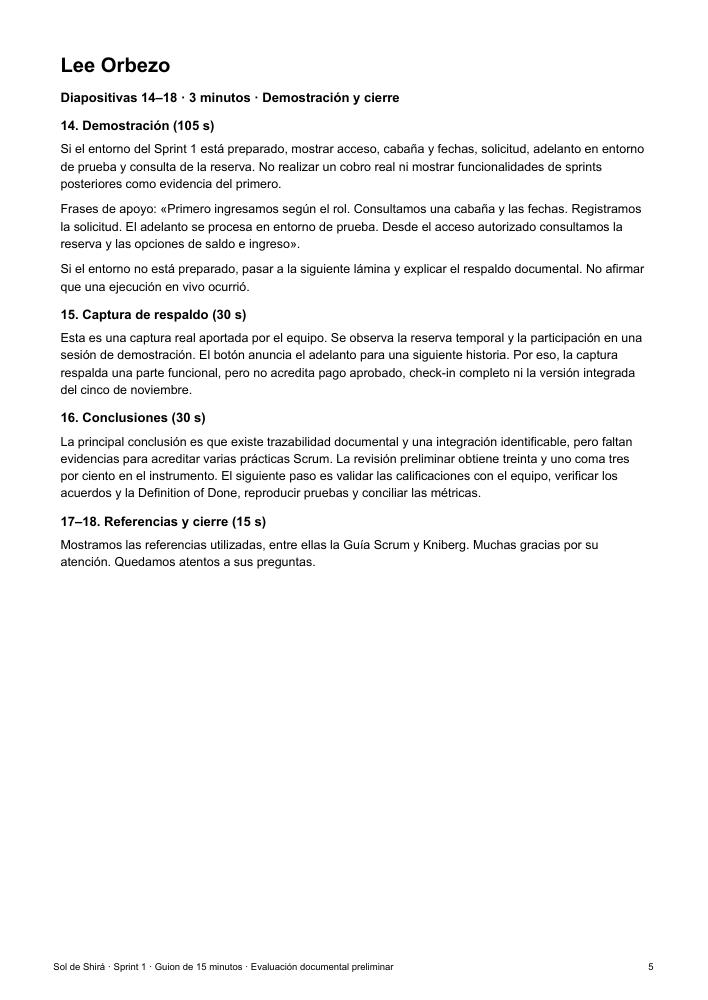 Lee Orbezo
Diapositivas 14–18 · 3 minutos · Demostración y cierre
14. Demostración (105 s)
Si el entorno del Sprint 1 está preparado, mostrar acceso, cabaña y fechas, solicitud, adelanto en entorno
de prueba y consulta de la reserva. No realizar un cobro real ni mostrar funcionalidades de sprints
posteriores como evidencia del primero.
Frases de apoyo: «Primero ingresamos según el rol. Consultamos una cabaña y las fechas. Registramos
la solicitud. El adelanto se procesa en entorno de prueba. Desde el acceso autorizado consultamos la
reserva y las opciones de saldo e ingreso».
Si el entorno no está preparado, pasar a la siguiente lámina y explicar el respaldo documental. No afirmar
que una ejecución en vivo ocurrió.
15. Captura de respaldo (30 s)
Esta es una captura real aportada por el equipo. Se observa la reserva temporal y la participación en una
sesión de demostración. El botón anuncia el adelanto para una siguiente historia. Por eso, la captura
respalda una parte funcional, pero no acredita pago aprobado, check-in completo ni la versión integrada
del cinco de noviembre.
16. Conclusiones (30 s)
La principal conclusión es que existe trazabilidad documental y una integración identificable, pero faltan
evidencias para acreditar varias prácticas Scrum. La revisión preliminar obtiene treinta y uno coma tres
por ciento en el instrumento. El siguiente paso es validar las calificaciones con el equipo, verificar los
acuerdos y la Definition of Done, reproducir pruebas y conciliar las métricas.
17–18. Referencias y cierre (15 s)
Mostramos las referencias utilizadas, entre ellas la Guía Scrum y Kniberg. Muchas gracias por su
atención. Quedamos atentos a sus preguntas.
Sol de Shirá · Sprint 1 · Guion de 15 minutos · Evaluación documental preliminar 5